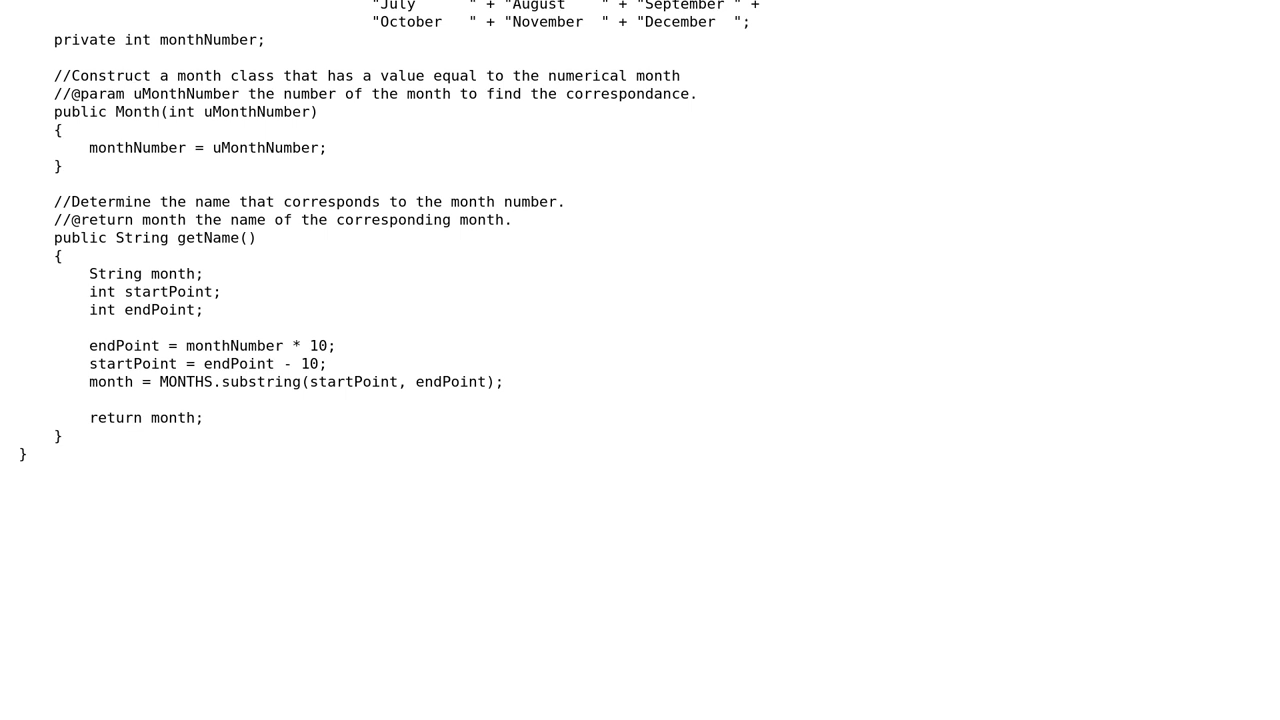 "July      " + "August    " + "September " +
"October   " + "November  " + "December  ";
private int monthNumber;
//Construct a month class that has a value equal to the numerical month
//@param uMonthNumber the number of the month to find the correspondance.
public Month(int uMonthNumber)
{
monthNumber = uMonthNumber;
}
//Determine the name that corresponds to the month number.
//@return month the name of the corresponding month.
public String getName()
{
String month;
int startPoint;
int endPoint;
endPoint = monthNumber * 10;
startPoint = endPoint - 10;
month = MONTHS.substring(startPoint, endPoint);
return month;
}
}